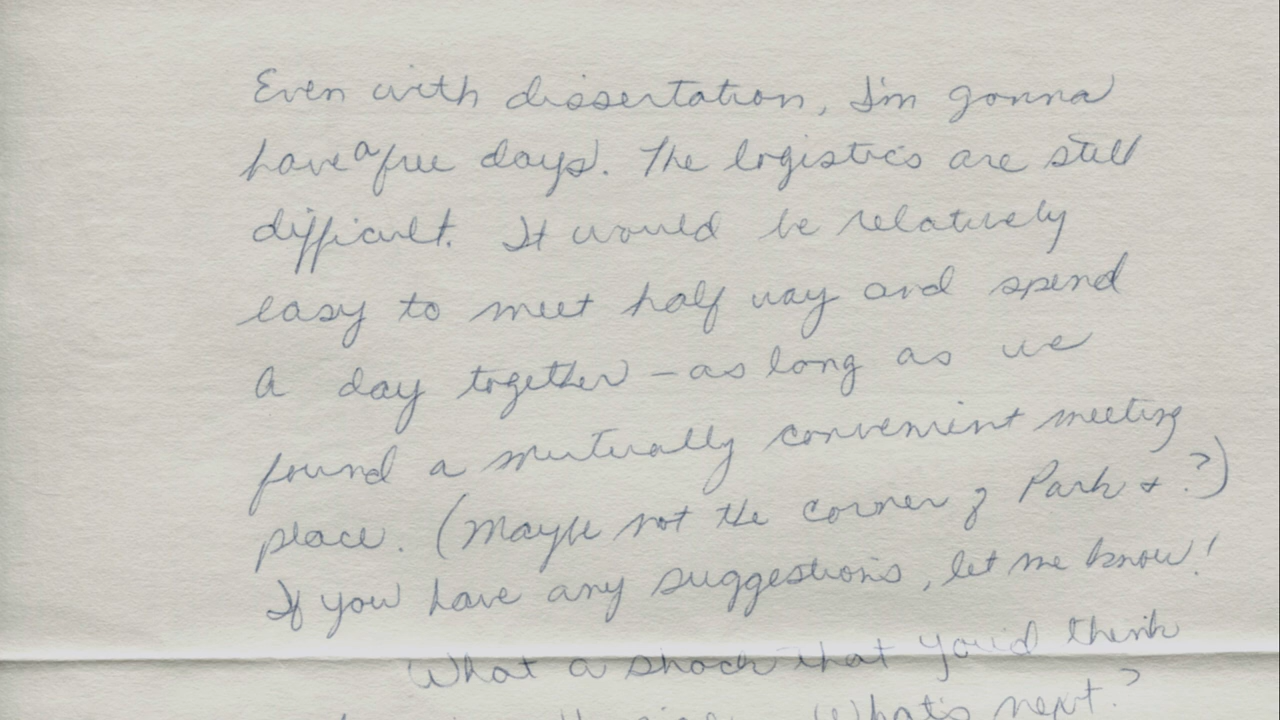 Even with dissertation, I'm gonna
have a free days. The logistics are still
difficult. It would be relatively
easy to meet half way and spend
a day together – as long as we
found a mutually convenient meeting
place. (Maybe not the corner of Park & ?)
If you have any suggestions, let me know!
What a shock that you'd think
What's next?